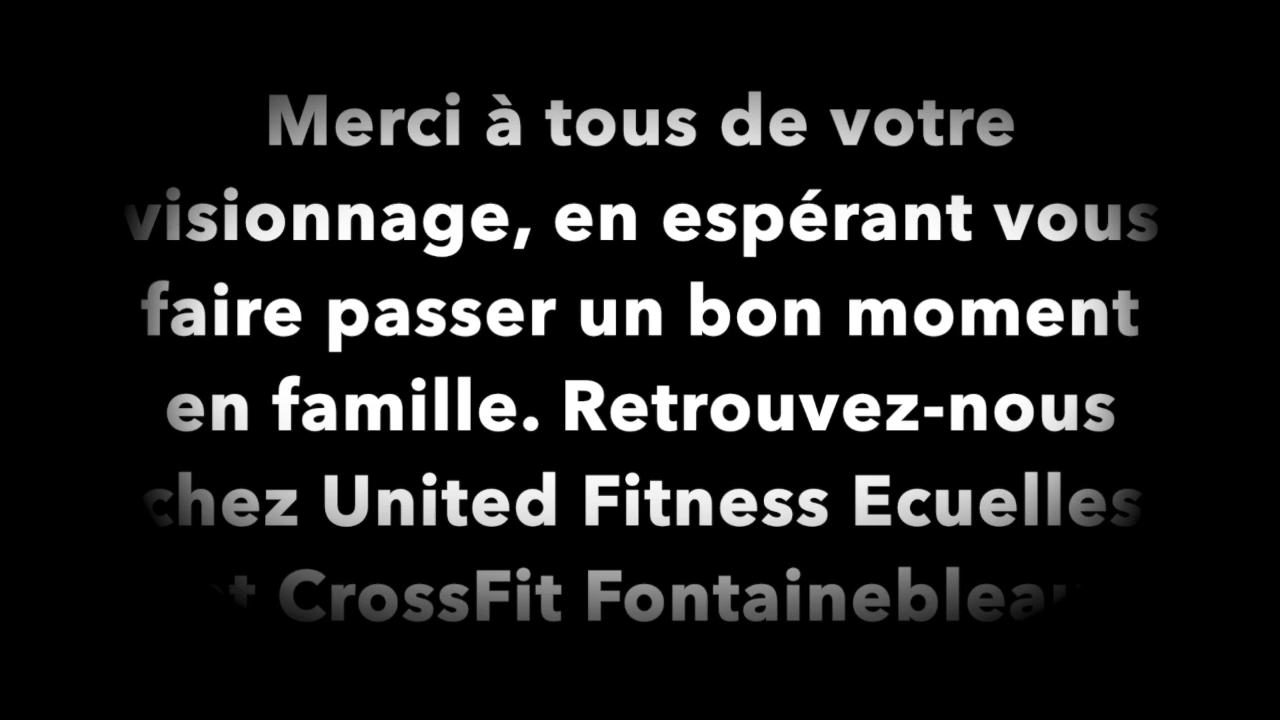 Merci à tous de votre
visionnage, en espérant vous
faire passer un bon moment
en famille. Retrouvez-nous
chez United Fitness Ecuelles
et CrossFit Fontainebleau